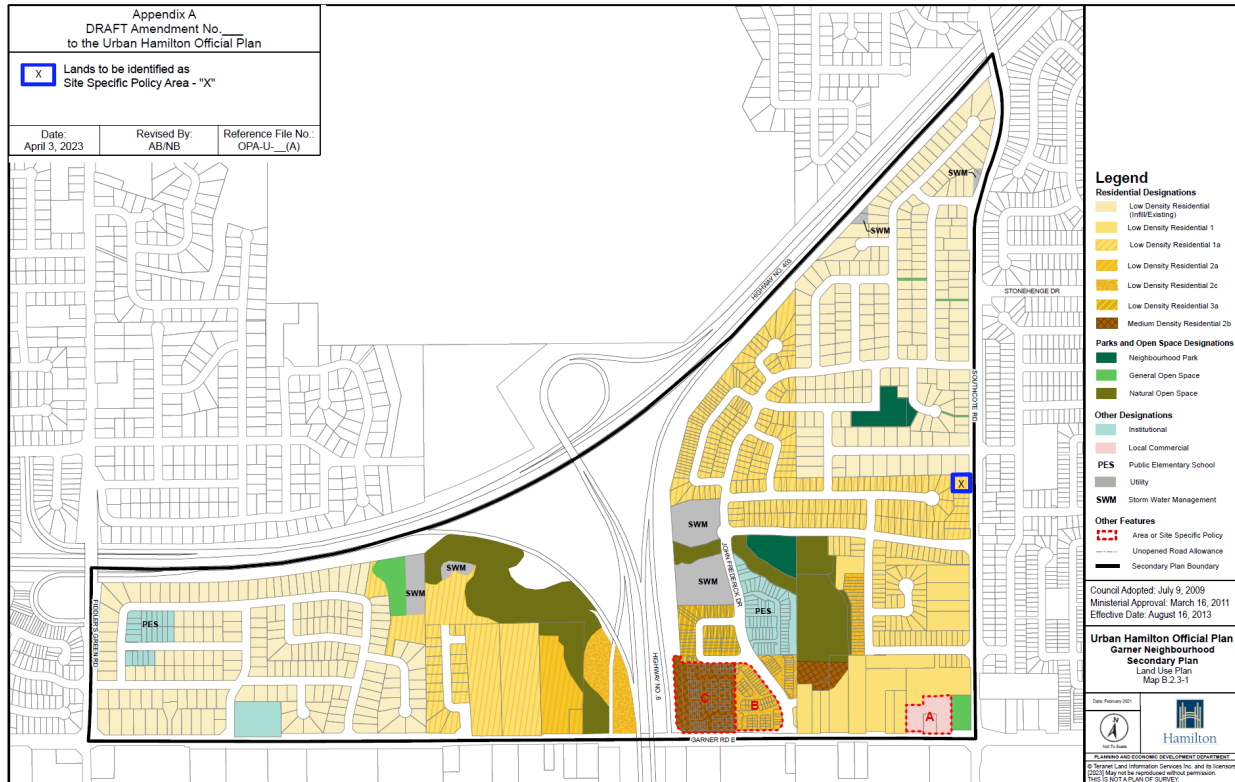 Appendix A
DRAFT Amendment No.___
to the Urban Hamilton Official Plan
X
Lands to be identified as
Site Specific Policy Area - "X"
Date:
April 3, 2023
Revised By:
AB/NB
Reference File No.:
OPA-U-__(A)
SWM
SWM
HIGHWAY NO. 403
STONEHENGE DR
SOUTHCOTE RD
X
SWM
JOHN FREDERICK DR
SWM
SWM
SWM
PES
PES
FIDDLER'S GREEN RD
HIGHWAY NO. 6
C
B
A
GARNER RD E
Legend
Residential Designations
Low Density Residential
(Infill/Existing)
Low Density Residential 1
Low Density Residential 1a
Low Density Residential 2a
Low Density Residential 2c
Low Density Residential 3a
Medium Density Residential 2b
Parks and Open Space Designations
Neighbourhood Park
General Open Space
Natural Open Space
Other Designations
Institutional
Local Commercial
PES Public Elementary School
Utility
SWM Storm Water Management
Other Features
Area or Site Specific Policy
Unopened Road Allowance
Secondary Plan Boundary
Council Adopted: July 9, 2009
Ministerial Approval: March 16, 2011
Effective Date: August 16, 2013
Urban Hamilton Official Plan
Garner Neighbourhood
Secondary Plan
Land Use Plan
Map B.2.3-1
Date: February 2021
N
Not To Scale
Hamilton
PLANNING AND ECONOMIC DEVELOPMENT DEPARTMENT
© Teranet Land Information Services Inc. and its licensors
[2023] May not be reproduced without permission.
THIS IS NOT A PLAN OF SURVEY.